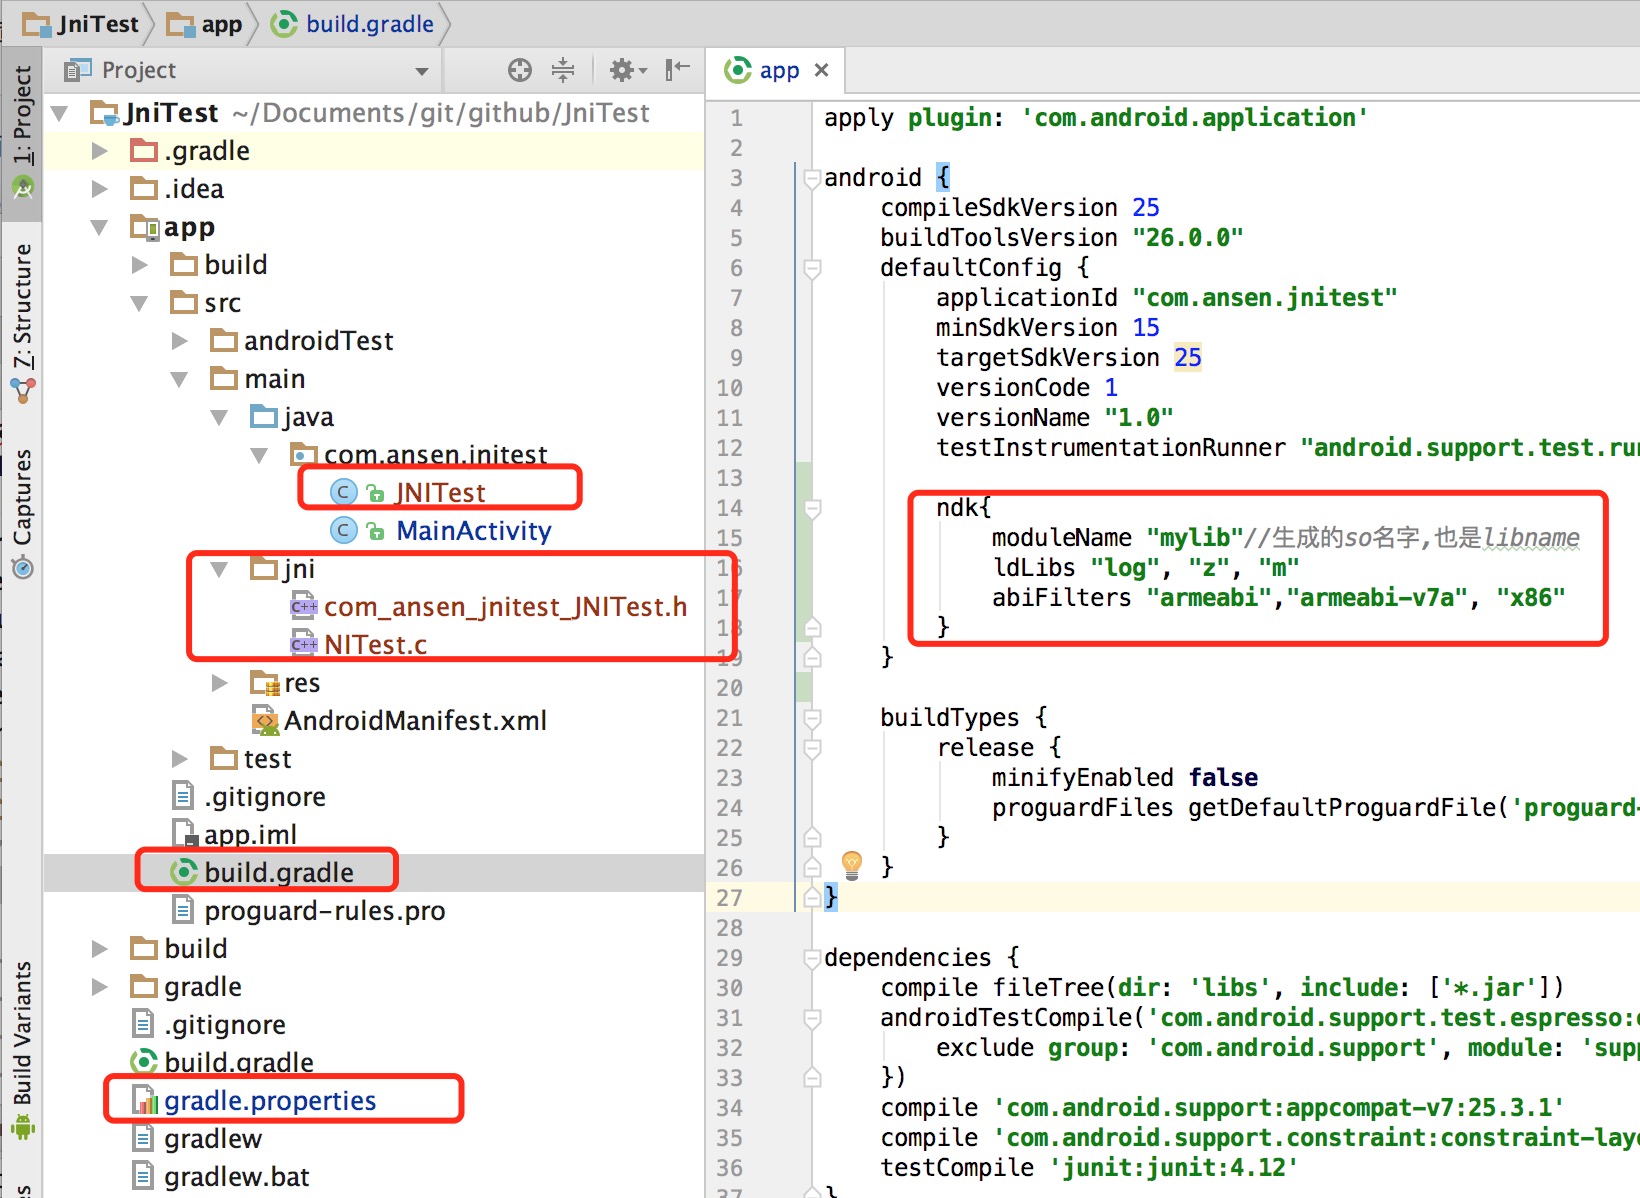 JniTest
app
build.gradle
Project
app
1: Project
7: Structure
Captures
Build Variants
JniTest ~/Documents/git/github/JniTest
.gradle
.idea
app
build
src
androidTest
main
java
com.ansen.jnitest
JNITest
MainActivity
jni
com_ansen_jnitest_JNITest.h
NITest.c
res
AndroidManifest.xml
test
.gitignore
app.iml
build.gradle
proguard-rules.pro
build
gradle
.gitignore
build.gradle
gradle.properties
gradlew
gradlew.bat
1 apply plugin: 'com.android.application'
2
3 android {
4 compileSdkVersion 25
5 buildToolsVersion "26.0.0"
6 defaultConfig {
7 applicationId "com.ansen.jnitest"
8 minSdkVersion 15
9 targetSdkVersion 25
10 versionCode 1
11 versionName "1.0"
12 testInstrumentationRunner "android.support.test.ru
13
14 ndk{
15 moduleName "mylib"//生成的so名字,也是libname
16 ldLibs "log", "z", "m"
17 abiFilters "armeabi","armeabi-v7a", "x86"
18 }
19 }
20
21 buildTypes {
22 release {
23 minifyEnabled false
24 proguardFiles getDefaultProguardFile('proguard-
25 }
26 }
27 }
28
29 dependencies {
30 compile fileTree(dir: 'libs', include: ['*.jar'])
31 androidTestCompile('com.android.support.test.espresso:
32 exclude group: 'com.android.support', module: 'sup
33 })
34 compile 'com.android.support:appcompat-v7:25.3.1'
35 compile 'com.android.support.constraint:constraint-lay
36 testCompile 'junit:junit:4.12'
37 }